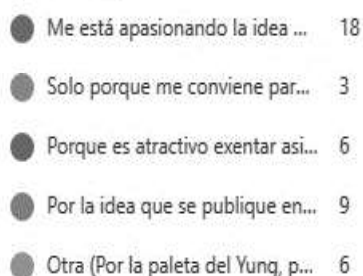 Me está apasionando la idea ... 18
Solo porque me conviene par... 3
Porque es atractivo exentar asi... 6
Por la idea que se publique en... 9
Otra (Por la paleta del Yung, p... 6